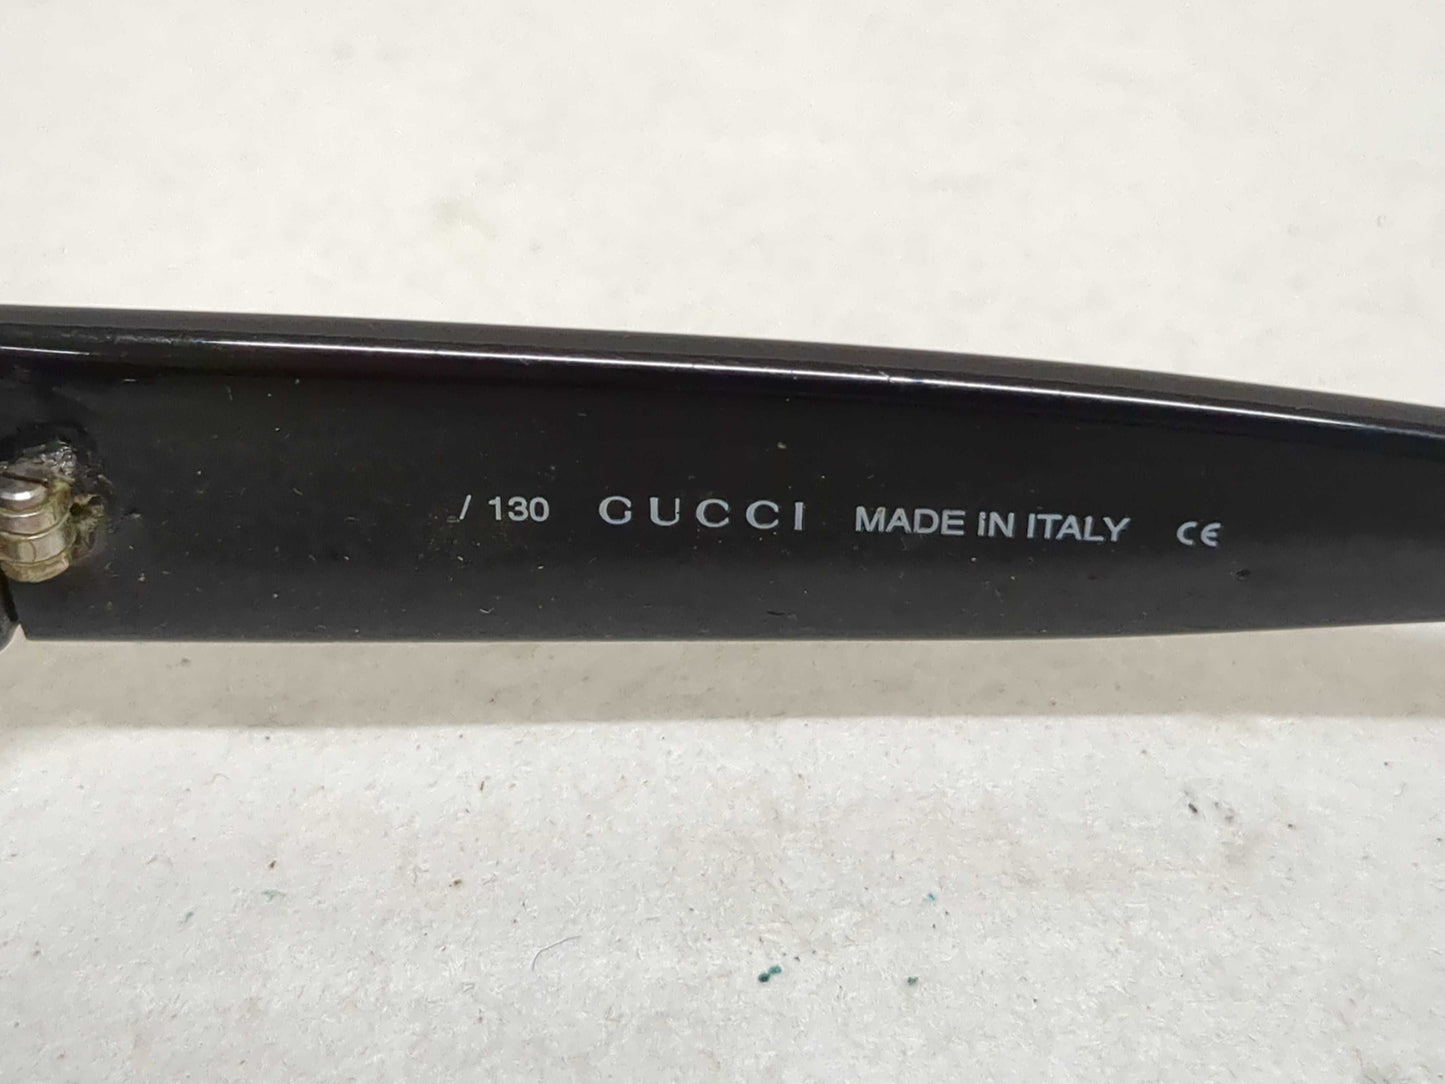 / 130 GUCCI MADE IN ITALY CE